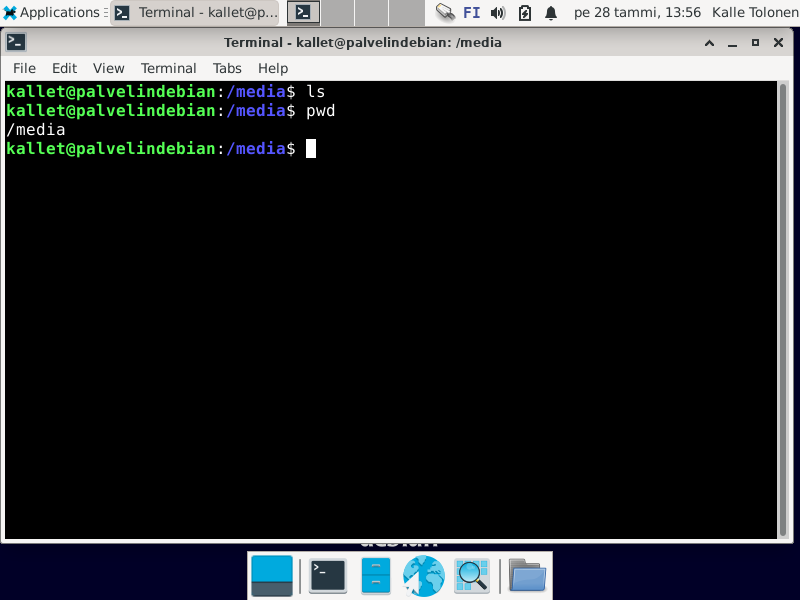 Applications Terminal - kallet@p... FI pe 28 tammi, 13:56 Kalle Tolonen
Terminal - kallet@palvelindebian: /media
File Edit View Terminal Tabs Help
kallet@palvelindebian:/media$ ls
kallet@palvelindebian:/media$ pwd
/media
kallet@palvelindebian:/media$
debian